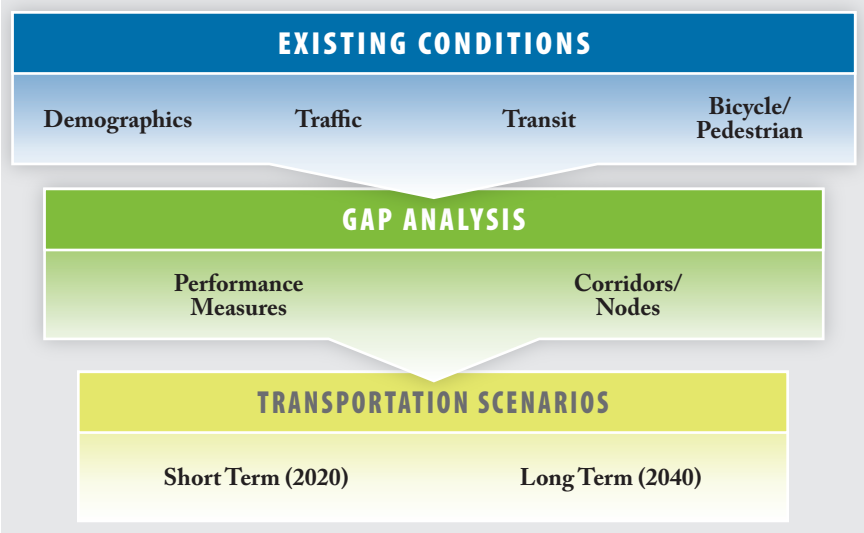 EXISTING CONDITIONS
Demographics
Traffic
Transit
Bicycle/
Pedestrian
GAP ANALYSIS
Performance
Measures
Corridors/
Nodes
TRANSPORTATION SCENARIOS
Short Term (2020)
Long Term (2040)